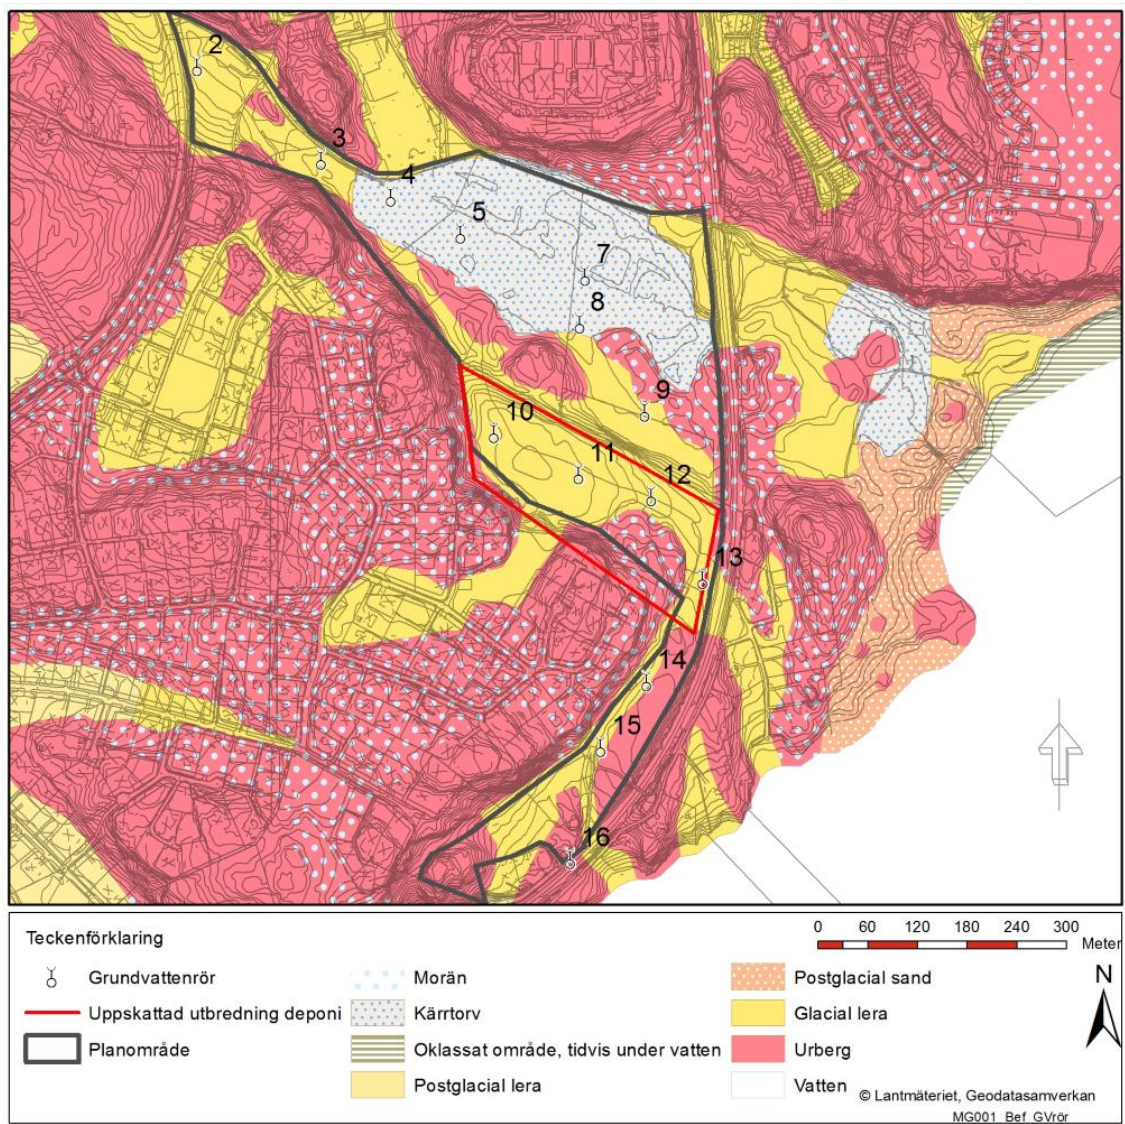 2
3
4
5
7
8
9
10
11
12
13
14
15
16
Teckenförklaring
Grundvattenrör
Uppskattad utbredning deponi
Planområde
Morän
Kärrtorv
Oklassat område, tidvis under vatten
Postglacial lera
Postglacial sand
Glacial lera
Urberg
Vatten
0 60 120 180 240 300
Meter
N
© Lantmäteriet, Geodatasamverkan
MG001_Bef_GVrör